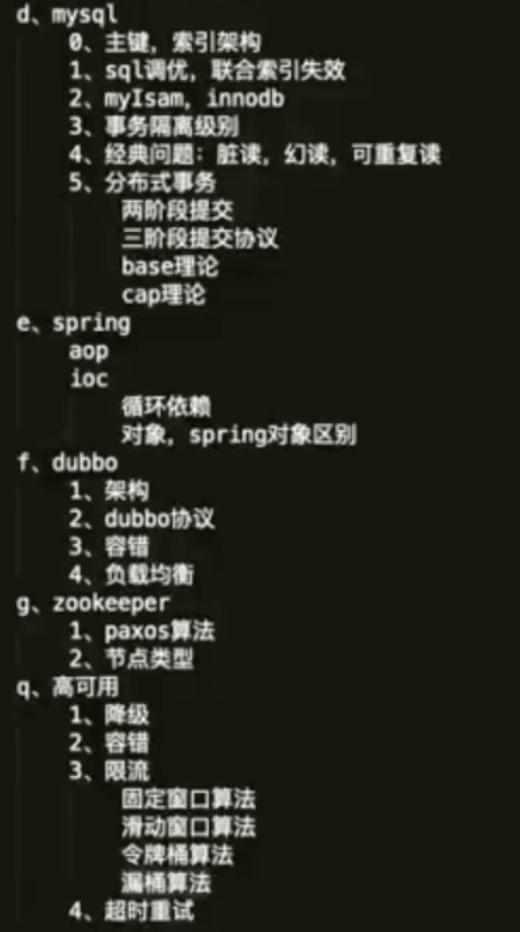 d、mysql
0、主键，索引架构
1、sql调优，联合索引失效
2、myIsam，innodb
3、事务隔离级别
4、经典问题：脏读，幻读，可重复读
5、分布式事务
两阶段提交
三阶段提交协议
base理论
cap理论
e、spring
aop
ioc
循环依赖
对象，spring对象区别
f、dubbo
1、架构
2、dubbo协议
3、容错
4、负载均衡
g、zookeeper
1、paxos算法
2、节点类型
q、高可用
1、降级
2、容错
3、限流
固定窗口算法
滑动窗口算法
令牌桶算法
漏桶算法
4、超时重试